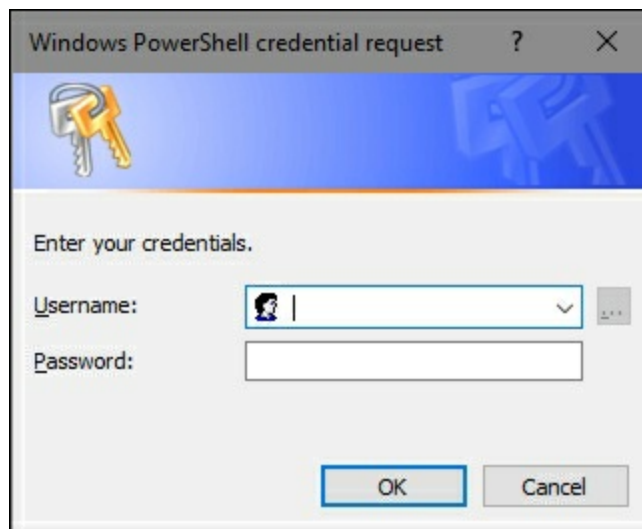 Windows PowerShell credential request ? ×
Enter your credentials.
Username:
...
Password:
OK Cancel